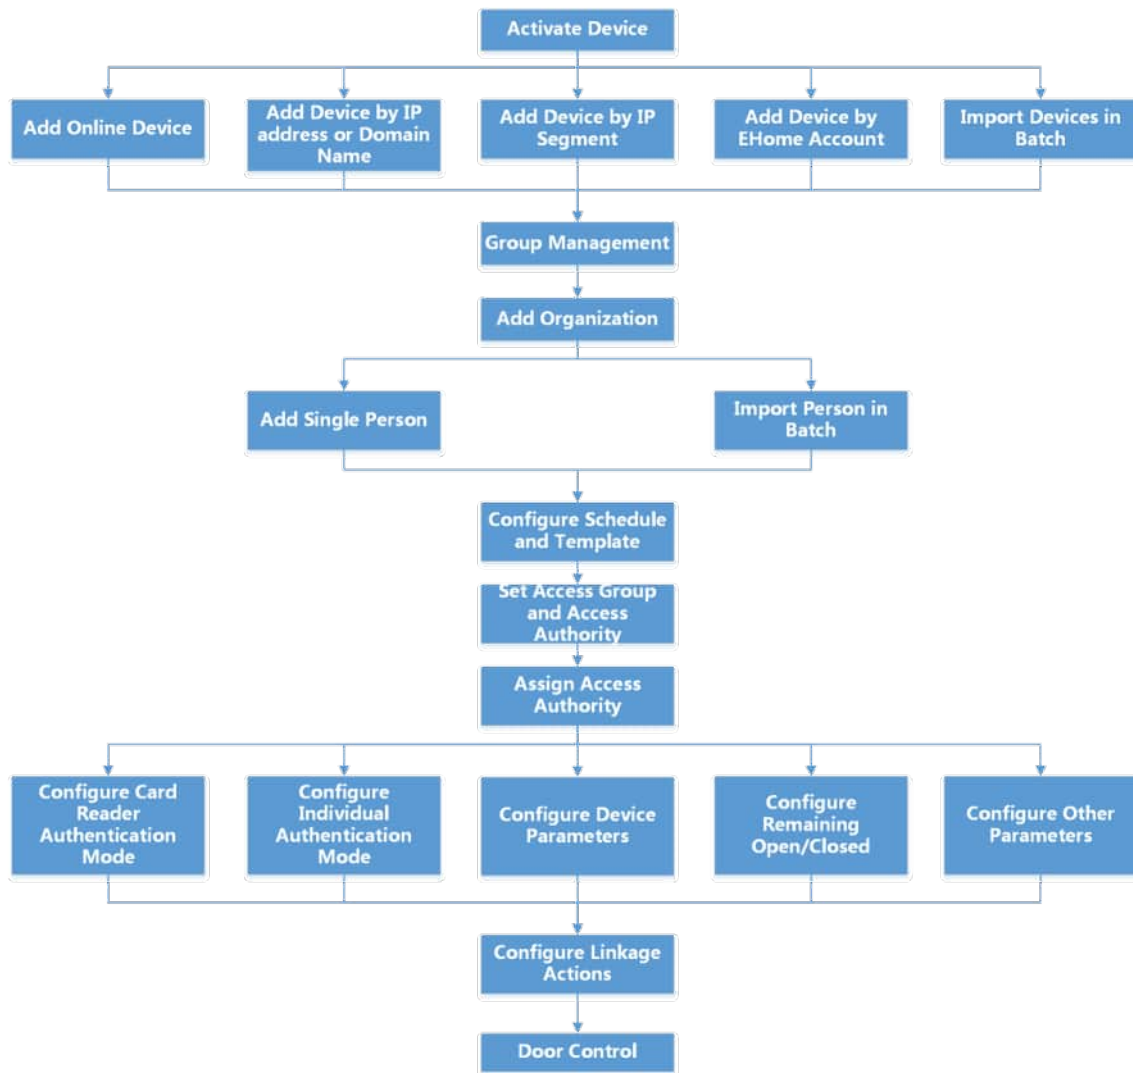 Activate Device
Add Online Device
Add Device by IP
address or Domain
Name
Add Device by IP
Segment
Add Device by
EHome Account
Import Devices in
Batch
Group Management
Add Organization
Add Single Person
Import Person in
Batch
Configure Schedule
and Template
Set Access Group
and Access
Authority
Assign Access
Authority
Configure Card
Reader
Authentication
Mode
Configure
Individual
Authentication
Mode
Configure Device
Parameters
Configure
Remaining
Open/Closed
Configure Other
Parameters
Configure Linkage
Actions
Door Control